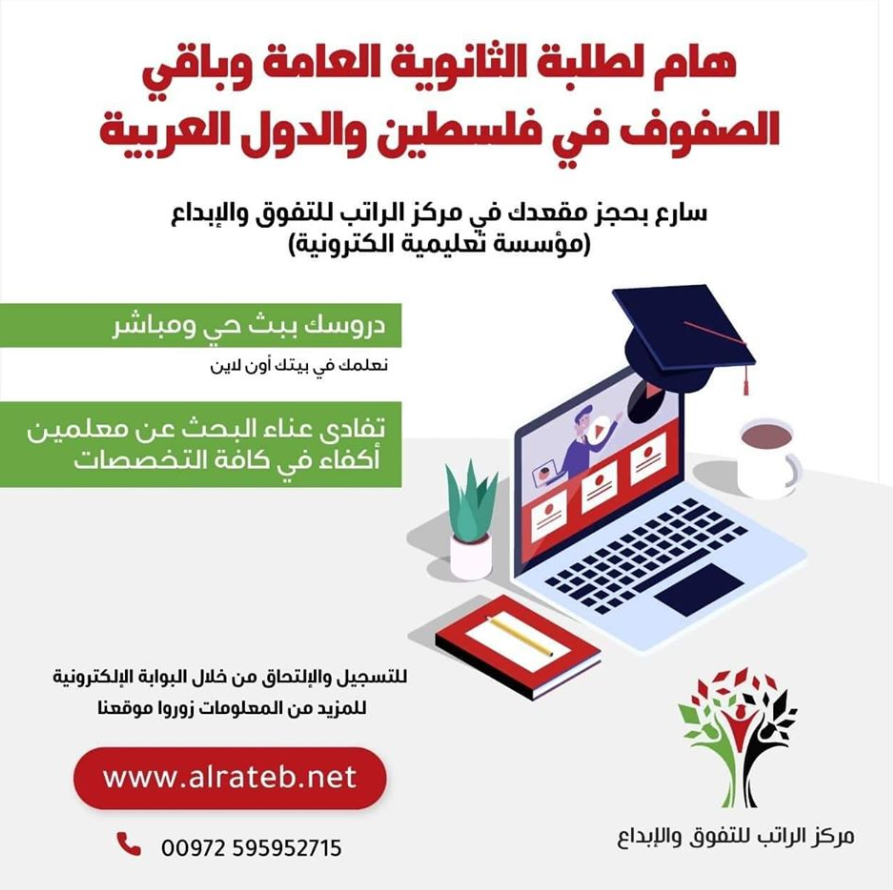 هام لطلبة الثانوية العامة وباقي
الصفوف في فلسطين والدول العربية
سارع بحجز مقعدك في مركز الراتب للتفوق والإبداع
(مؤسسة تعليمية الكترونية)
دروسك ببث حي ومباشر
نعلمك في بيتك أون لاين
تفادى عناء البحث عن معلمين
أكفاء في كافة التخصصات
للتسجيل والإلتحاق من خلال البوابة الإلكترونية
للمزيد من المعلومات زوروا موقعنا
www.alrateb.net
00972 595952715
مركز الراتب للتفوق والإبداع